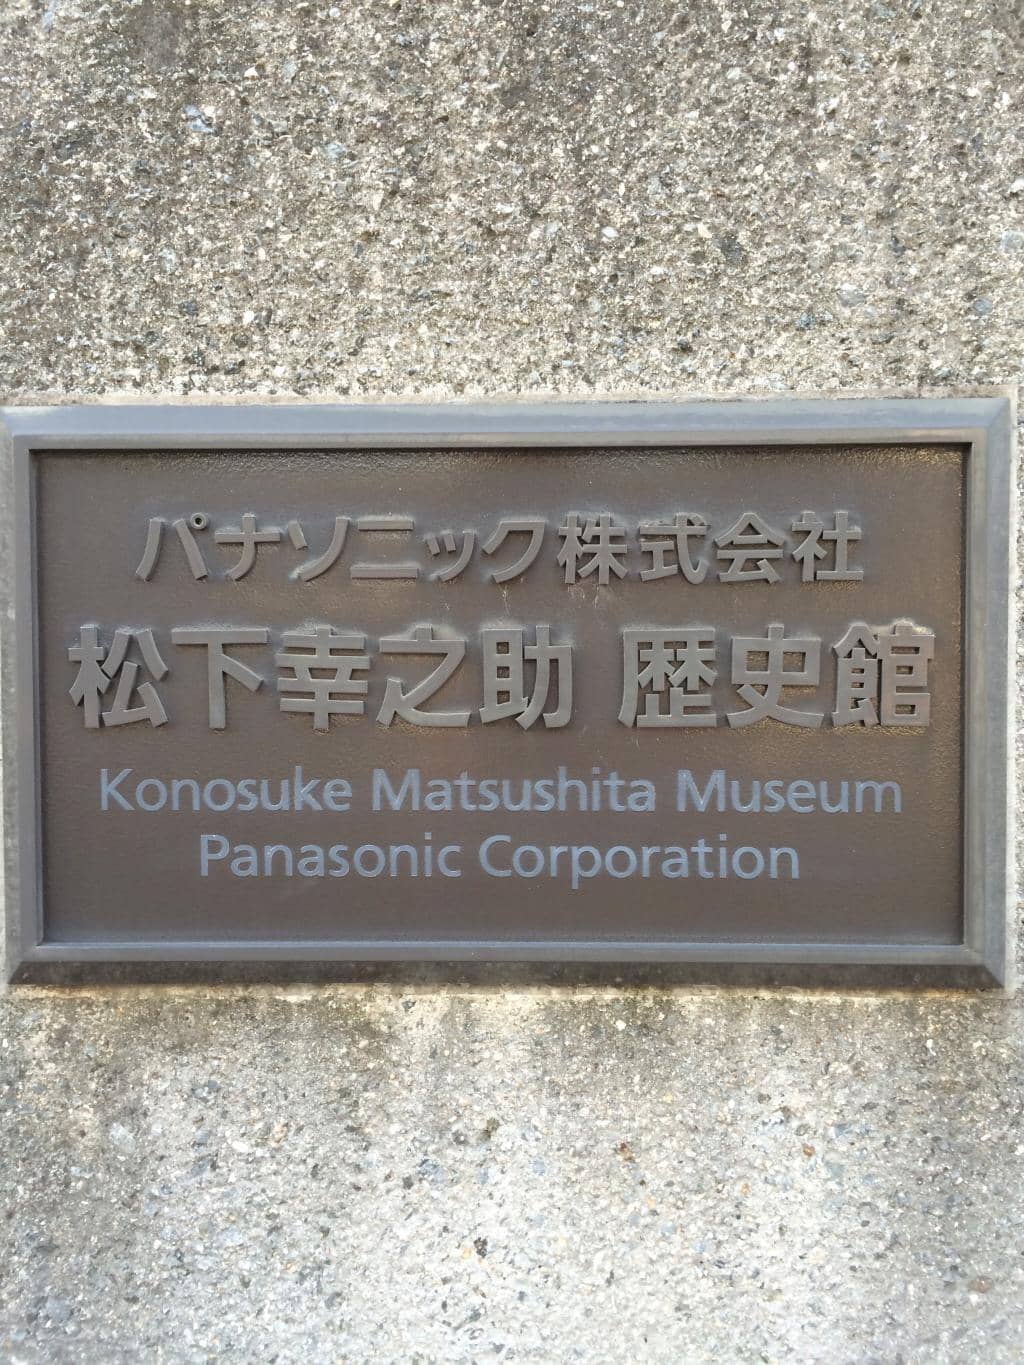 パナソニック株式会社
松下幸之助 歴史館
Konosuke Matsushita Museum
Panasonic Corporation